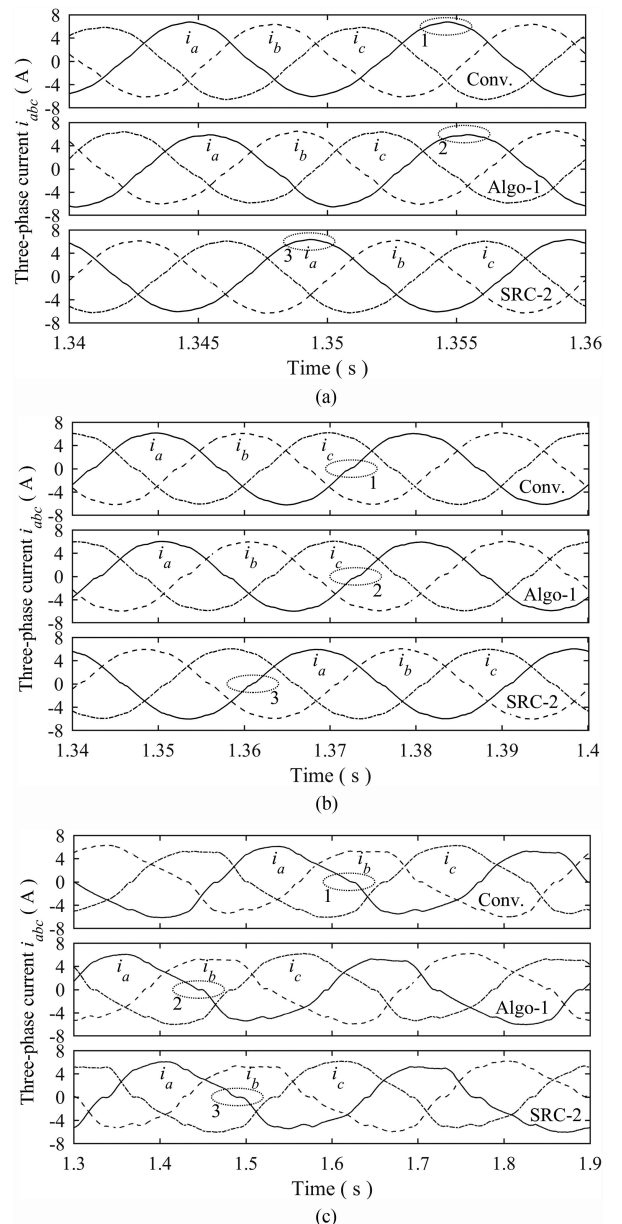 8
4
0
-4
-8
i_a
i_b
i_c
1
Conv.
8
4
0
-4
-8
i_a
i_b
i_c
2
Algo-1
8
4
0
-4
-8
3
i_a
i_b
i_c
SRC-2
Three-phase current i_abc ( A )
1.34 1.345 1.35 1.355 1.36
Time ( s )
(a)
8
4
0
-4
-8
i_a
i_b
i_c
1
Conv.
8
4
0
-4
-8
i_a
i_b
i_c
2
Algo-1
8
4
0
-4
-8
i_a
i_b
i_c
3
SRC-2
Three-phase current i_abc ( A )
1.34 1.35 1.36 1.37 1.38 1.39 1.4
Time ( s )
(b)
8
4
0
-4
-8
i_a
i_b
i_c
1
Conv.
8
4
0
-4
-8
i_a
i_b
i_c
2
Algo-1
8
4
0
-4
-8
i_a
i_b
i_c
3
SRC-2
Three-phase current i_abc ( A )
1.3 1.4 1.5 1.6 1.7 1.8 1.9
Time ( s )
(c)